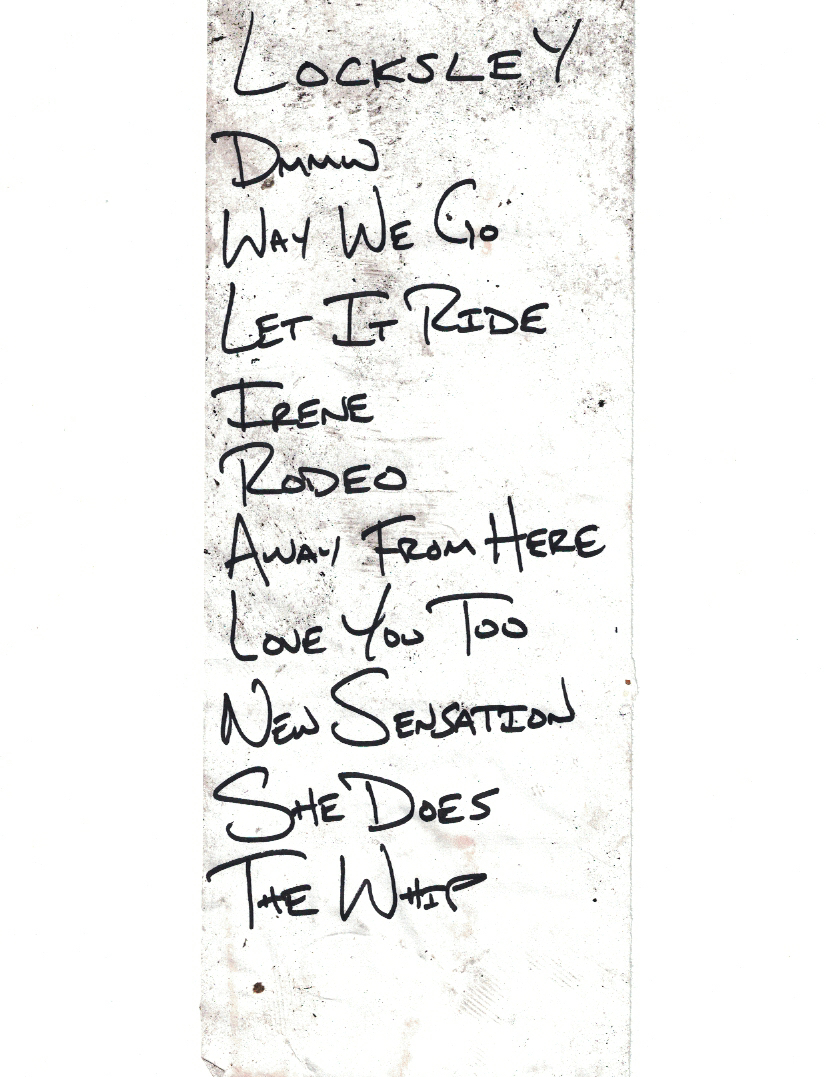 LOCKSLEY
DMMW
WAY WE GO
LET IT RIDE
IRENE
RODEO
AWAY FROM HERE
LOVE YOU TOO
NEW SENSATION
SHE DOES
THE WHIP